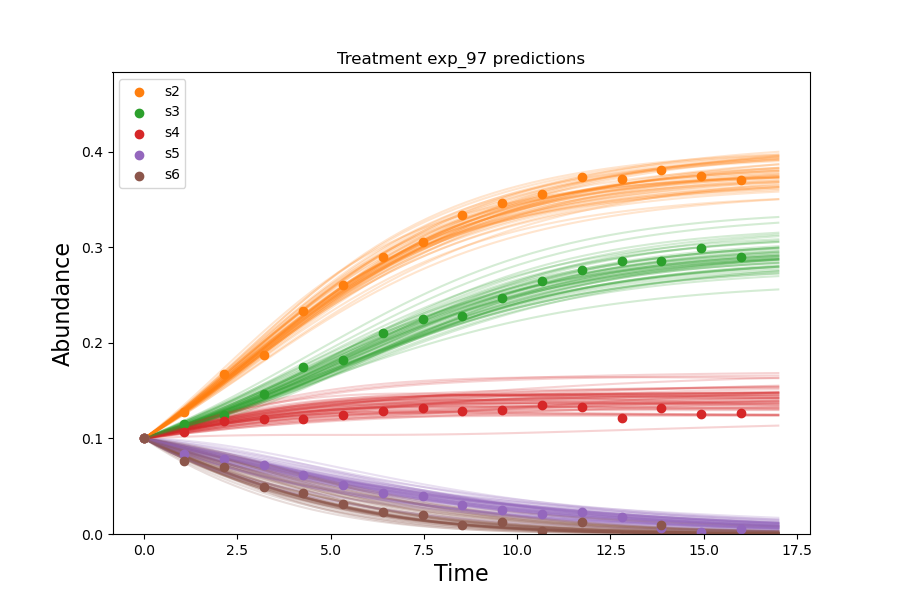 Treatment exp_97 predictions
s2
s3
s4
s5
s6
Abundance
0.4
0.3
0.2
0.1
0.0
0.0 2.5 5.0 7.5 10.0 12.5 15.0 17.5
Time